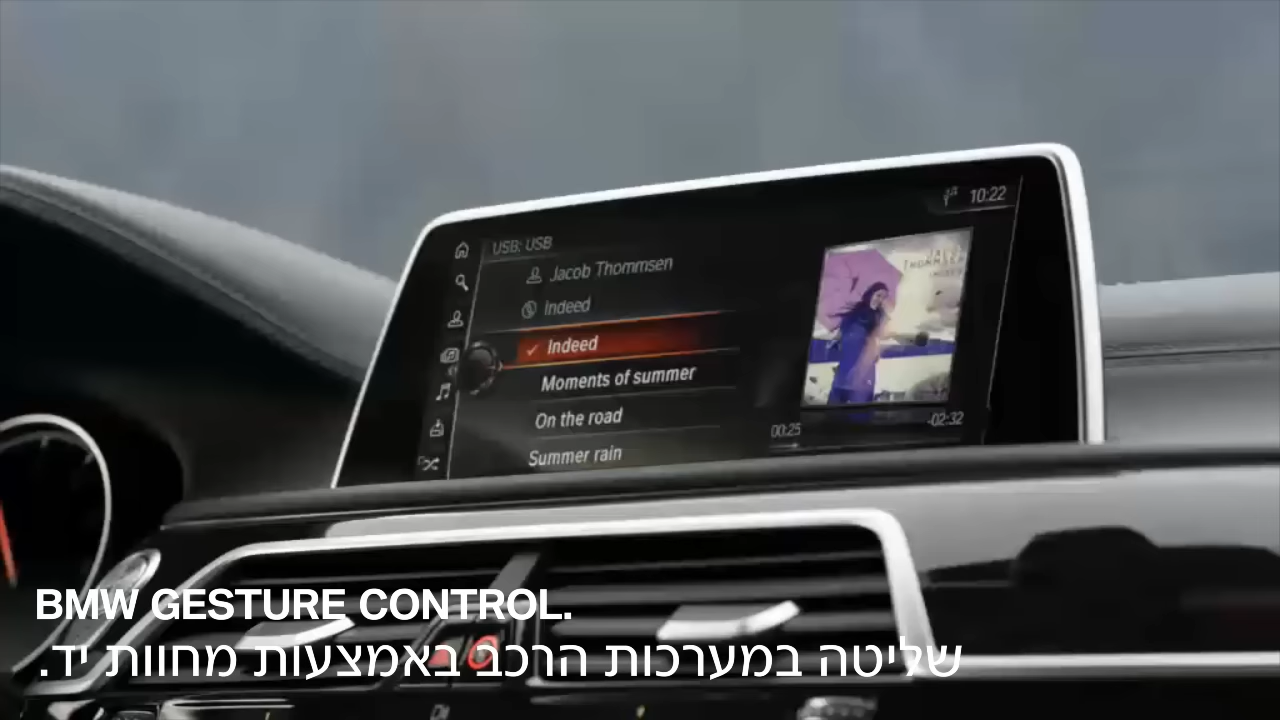 10:22
USB: USB
Jacob Thommsen
Indeed
Indeed
Moments of summer
On the road
Summer rain
00:25
-02:32
BMW GESTURE CONTROL.
שליטה במערכות הרכב באמצעות מחוות יד.